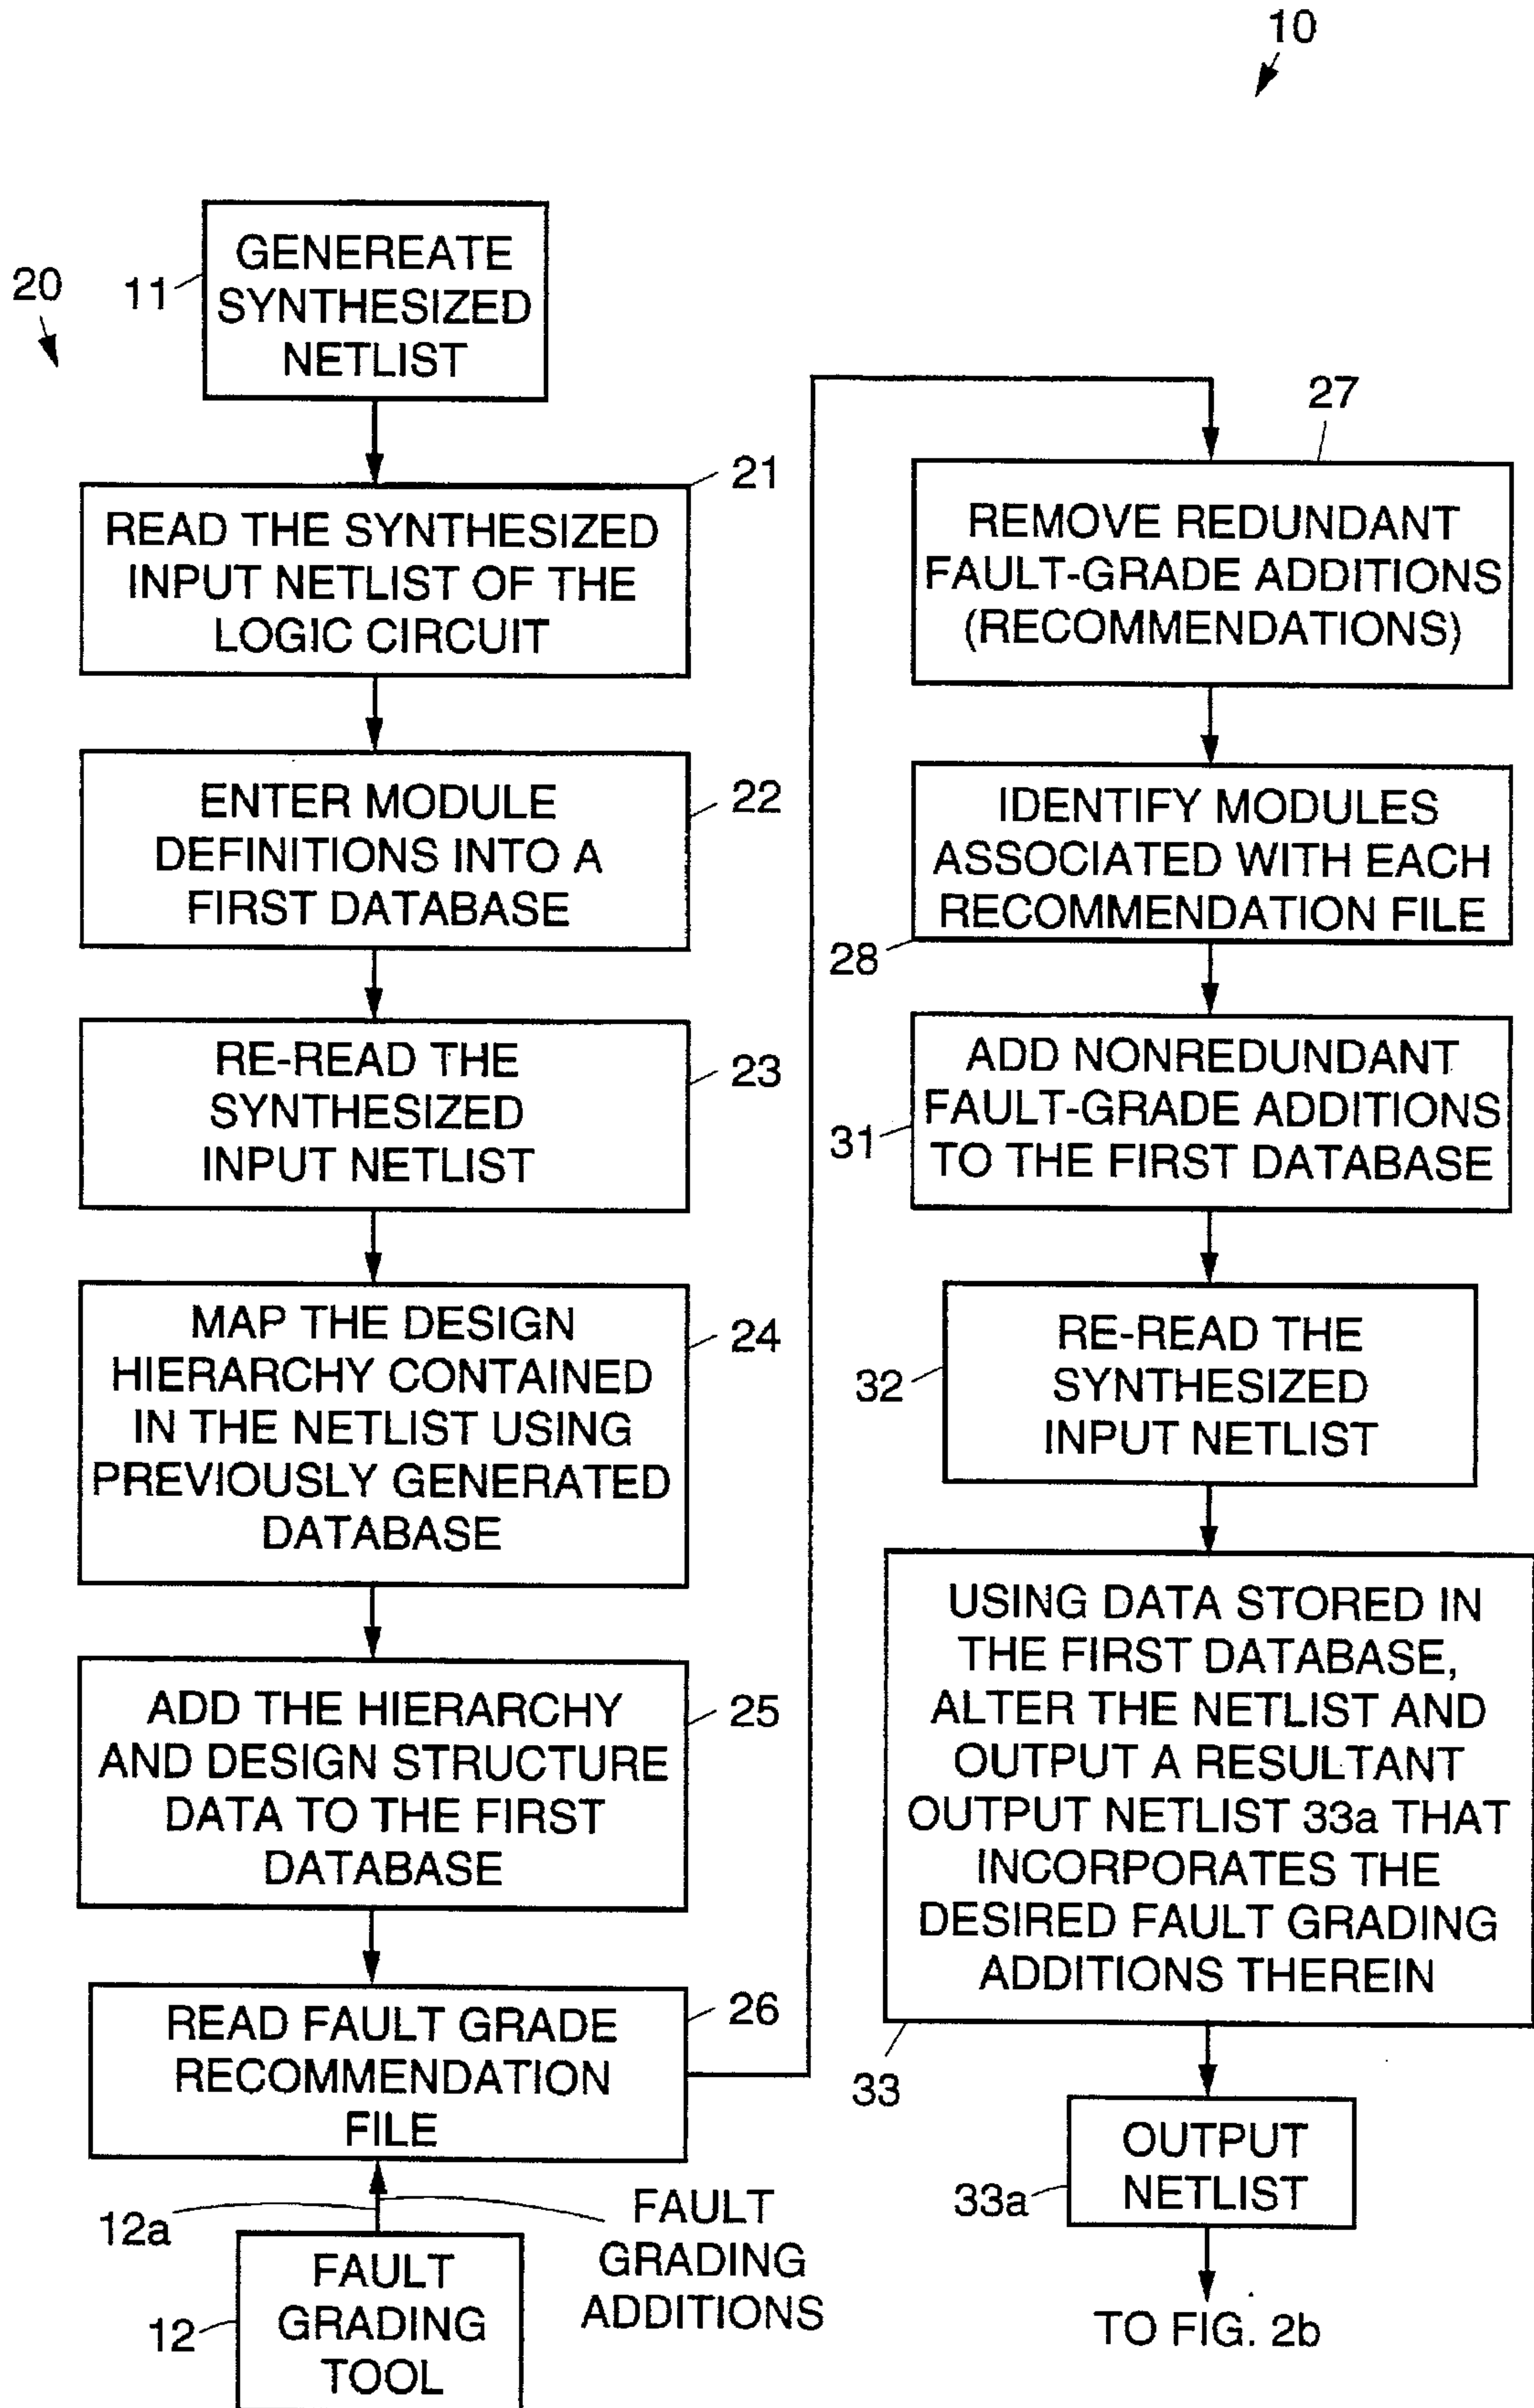 10
20
11
GENEREATE
SYNTHESIZED
NETLIST
21
READ THE SYNTHESIZED
INPUT NETLIST OF THE
LOGIC CIRCUIT
22
ENTER MODULE
DEFINITIONS INTO A
FIRST DATABASE
23
RE-READ THE
SYNTHESIZED
INPUT NETLIST
24
MAP THE DESIGN
HIERARCHY CONTAINED
IN THE NETLIST USING
PREVIOUSLY GENERATED
DATABASE
25
ADD THE HIERARCHY
AND DESIGN STRUCTURE
DATA TO THE FIRST
DATABASE
26
READ FAULT GRADE
RECOMMENDATION
FILE
12a
FAULT
GRADING
ADDITIONS
12
FAULT
GRADING
TOOL
27
REMOVE REDUNDANT
FAULT-GRADE ADDITIONS
(RECOMMENDATIONS)
IDENTIFY MODULES
ASSOCIATED WITH EACH
RECOMMENDATION FILE
28
ADD NONREDUNDANT
FAULT-GRADE ADDITIONS
TO THE FIRST DATABASE
31
RE-READ THE
SYNTHESIZED
INPUT NETLIST
32
USING DATA STORED IN
THE FIRST DATABASE,
ALTER THE NETLIST AND
OUTPUT A RESULTANT
OUTPUT NETLIST 33a THAT
INCORPORATES THE
DESIRED FAULT GRADING
ADDITIONS THEREIN
33
OUTPUT
NETLIST
33a
TO FIG. 2b